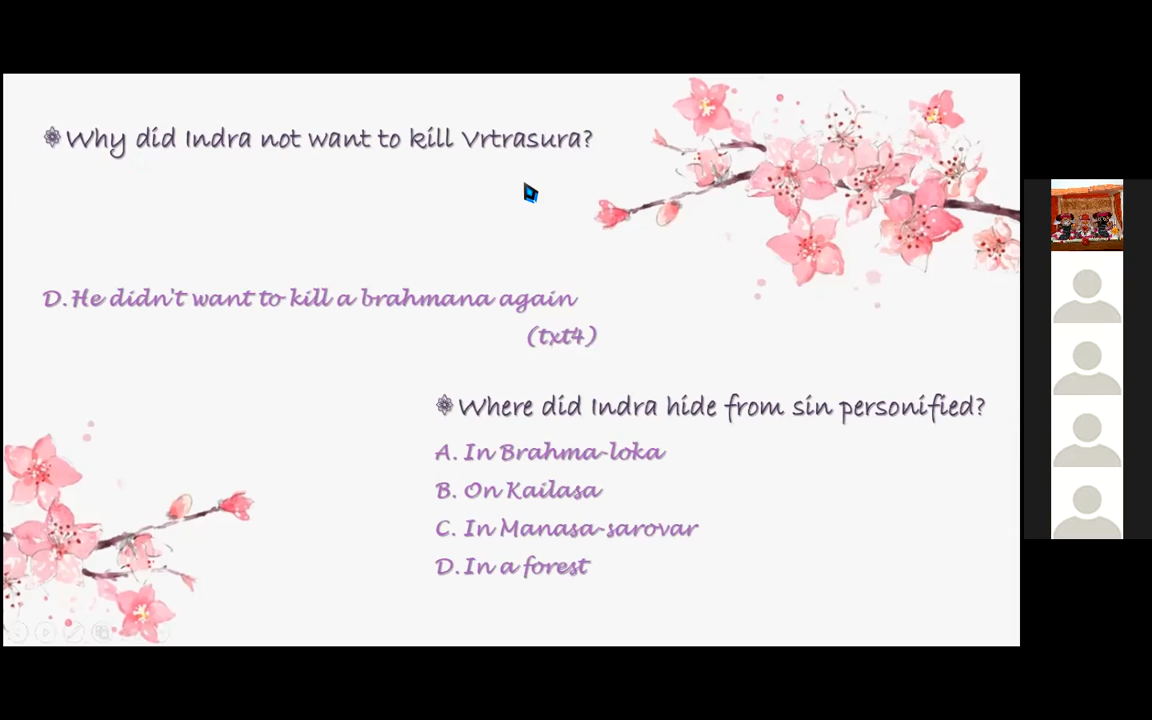 Why did Indra not want to kill Vrtrasura?
D. He didn't want to kill a brahmana again
(txt4)
Where did Indra hide from sin personified?
A. In Brahma-loka
B. On Kailasa
C. In Manasa-sarovar
D. In a forest